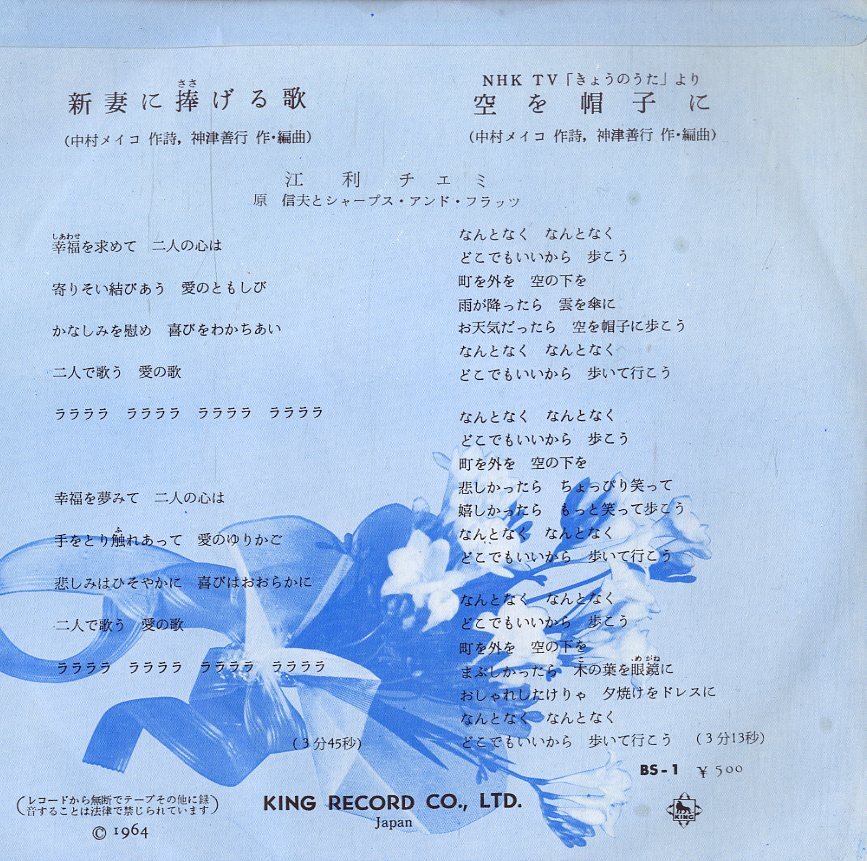 新妻に捧げる歌
ささ
(中村メイコ 作詩, 神津善行 作・編曲)
NHK TV「きょうのうた」より
空を帽子に
(中村メイコ 作詩, 神津善行 作・編曲)
江利チエミ
原 信夫とシャープス・アンド・フラッツ
しあわせ
幸福を求めて 二人の心は
寄りそい結びあう 愛のともしび
かなしみを慰め 喜びをわかちあい
二人で歌う 愛の歌
ララララ ララララ ララララ ララララ
幸福を夢みて 二人の心は
ふ
手をとり触れあって 愛のゆりかご
悲しみはひそやかに 喜びはおおらかに
二人で歌う 愛の歌
ララララ ララララ ララララ ララララ
(3分45秒)
なんとなく なんとなく
どこでもいいから 歩こう
町を外を 空の下を
雨が降ったら 雲を傘に
お天気だったら 空を帽子に歩こう
なんとなく なんとなく
どこでもいいから 歩いて行こう
なんとなく なんとなく
どこでもいいから 歩こう
町を外を 空の下を
悲しかったら ちょっぴり笑って
嬉しかったら もっと笑って歩こう
なんとなく なんとなく
どこでもいいから 歩いて行こう
なんとなく なんとなく
どこでもいいから 歩こう
町を外を 空の下を
こ めがね
まぶしかったら 木の葉を眼鏡に
おしゃれしたけりゃ 夕焼けをドレスに
なんとなく なんとなく
どこでもいいから 歩いて行こう (3分13秒)
BS-1 ¥500
(レコードから無断でテープその他に録
音することは法律で禁じられています)
© 1964
KING RECORD CO., LTD.
Japan
KING